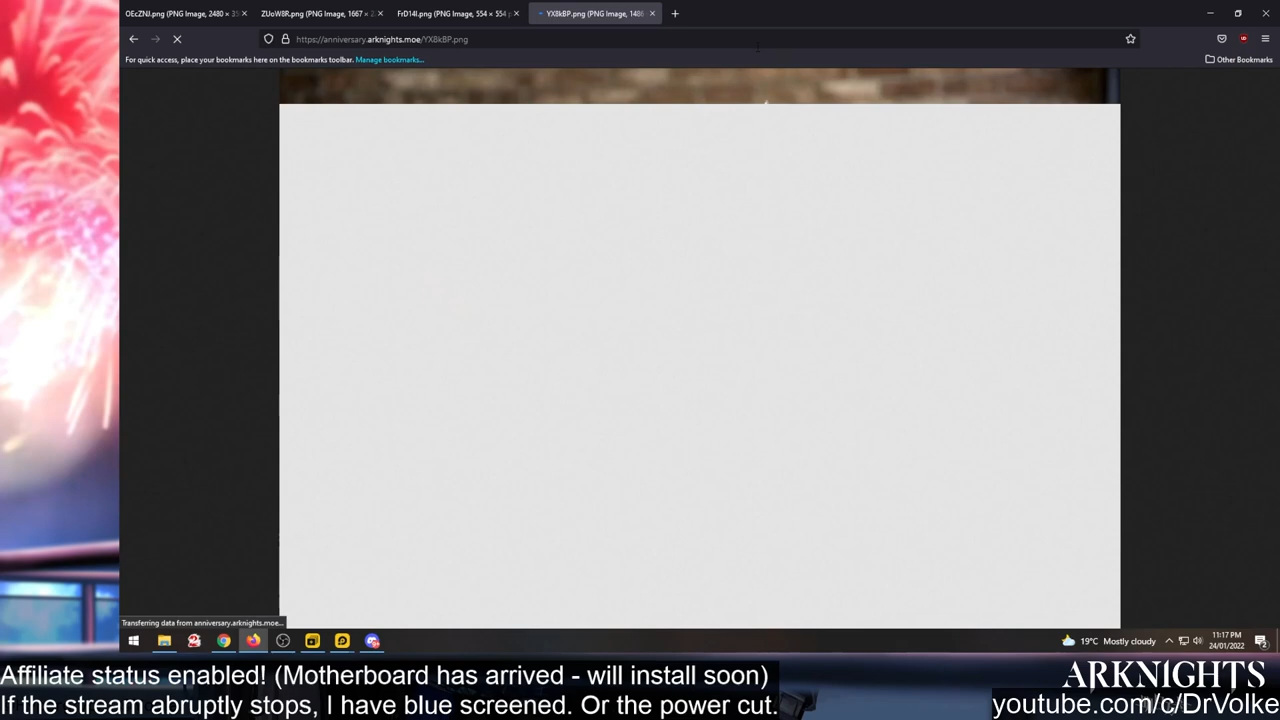 OEcZNJ.png (PNG Image, 2480 × 35
ZUoW8R.png (PNG Image, 1667 × 2
FrD14l.png (PNG Image, 554 × 554 p
YX8kBP.png (PNG Image, 148
https://anniversary.arknights.moe/YX8kBP.png
For quick access, place your bookmarks here on the bookmarks toolbar. Manage bookmarks...
Other Bookmarks
Transferring data from anniversary.arknights.moe...
19°C Mostly cloudy
11:17 PM
24/01/2022
2
Affiliate status enabled! (Motherboard has arrived - will install soon)
If the stream abruptly stops, I have blue screened. Or the power cut.
ARKNIGHTS
youtube.com/c/DrVolke